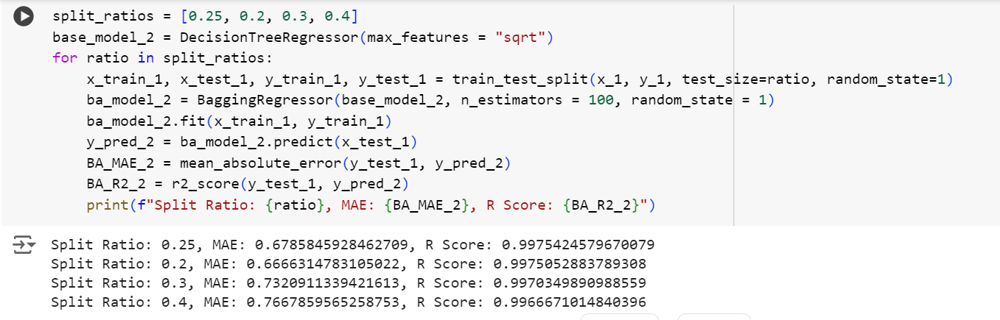 split_ratios = [0.25, 0.2, 0.3, 0.4]
base_model_2 = DecisionTreeRegressor(max_features = "sqrt")
for ratio in split_ratios:
    x_train_1, x_test_1, y_train_1, y_test_1 = train_test_split(x_1, y_1, test_size=ratio, random_state=1)
    ba_model_2 = BaggingRegressor(base_model_2, n_estimators = 100, random_state = 1)
    ba_model_2.fit(x_train_1, y_train_1)
    y_pred_2 = ba_model_2.predict(x_test_1)
    BA_MAE_2 = mean_absolute_error(y_test_1, y_pred_2)
    BA_R2_2 = r2_score(y_test_1, y_pred_2)
    print(f"Split Ratio: {ratio}, MAE: {BA_MAE_2}, R Score: {BA_R2_2}")
Split Ratio: 0.25, MAE: 0.6785845928462709, R Score: 0.9975424579670079
Split Ratio: 0.2, MAE: 0.6666314783105022, R Score: 0.9975052883789308
Split Ratio: 0.3, MAE: 0.7320911339421613, R Score: 0.9970349890988559
Split Ratio: 0.4, MAE: 0.7667859565258753, R Score: 0.9966671014840396